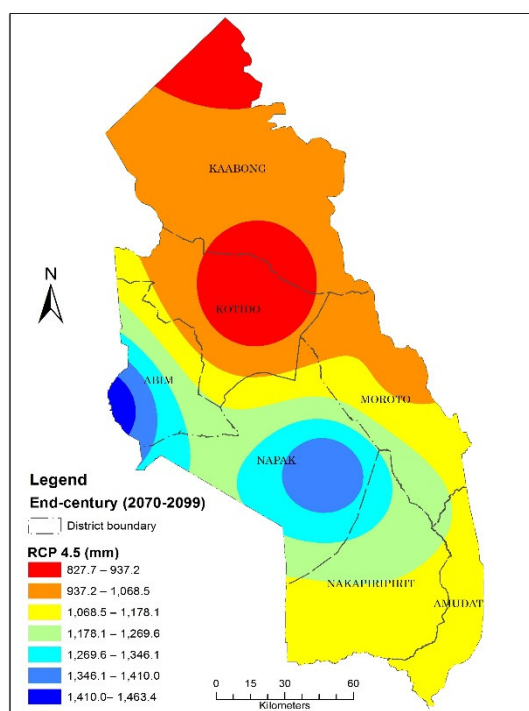 KAABONG
N
KOTIDO
ABIM
MOROTO
NAPAK
NAKAPIRIPIRIT
AMUDAT
Legend
End-century (2070-2099)
District boundary
RCP 4.5 (mm)
827.7 – 937.2
937.2 – 1,068.5
1,068.5 – 1,178.1
1,178.1 – 1,269.6
1,269.6 – 1,346.1
1,346.1 – 1,410.0
1,410.0– 1,463.4
0 15 30 60
Kilometers